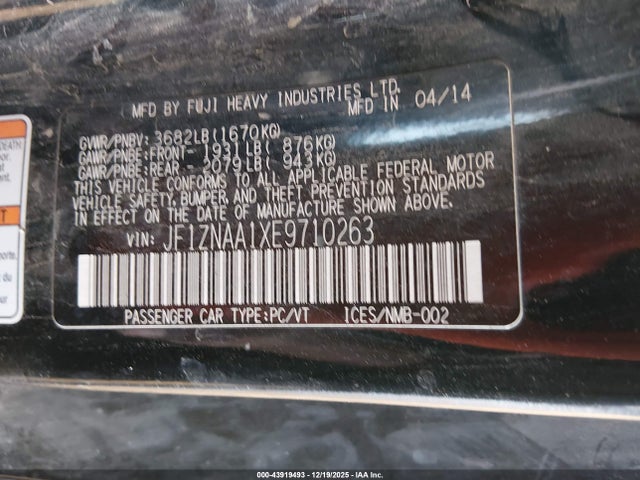 MFD BY FUJI HEAVY INDUSTRIES LTD.
MFD IN 04/14
GVWR/PNBV: 3682LB(1670KG)
GAWR/PNBE:FRONT- 1931LB( 876KG)
GAWR/PNBE:REAR - 2079LB( 943KG)
THIS VEHICLE CONFORMS TO ALL APPLICABLE FEDERAL MOTOR
VEHICLE SAFETY,BUMPER,AND THEFT PREVENTION STANDARDS
IN EFFECT ON THE DATE OF MANUFACTURE SHOWN ABOVE.
VIN: JF1ZNAA1XE9710263
PASSENGER CAR TYPE:PC/VT ICES/NMB-002
000-43919493 - 12/19/2025 - IAA Inc.